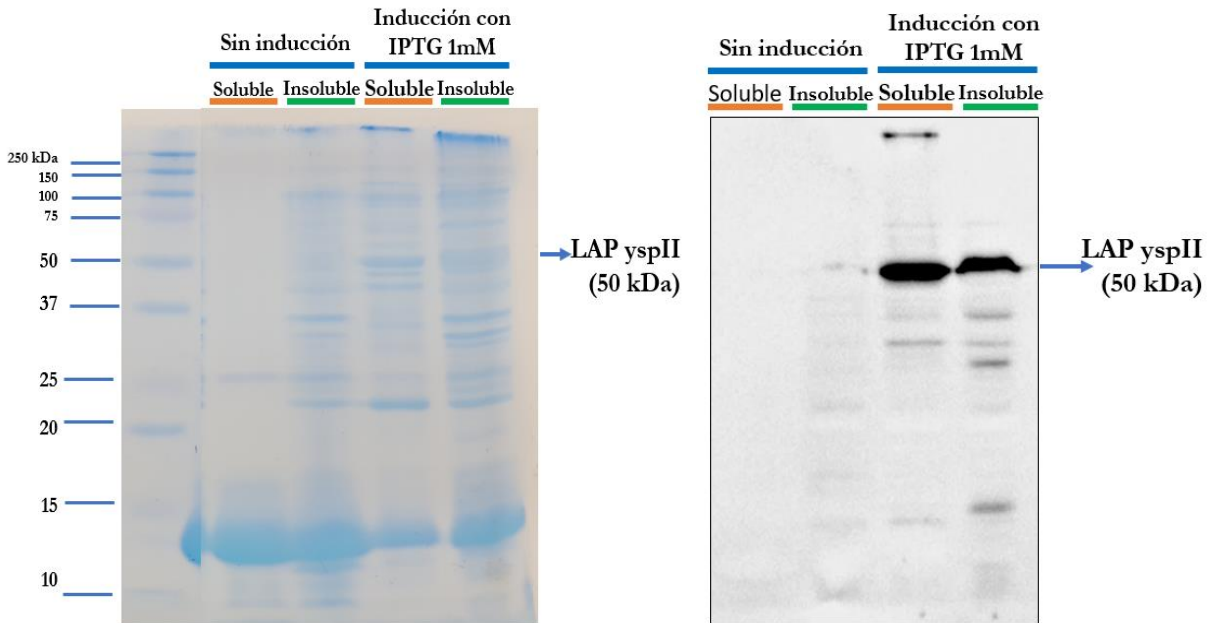 Sin inducción
Inducción con
IPTG 1mM
Soluble
Insoluble
Soluble
Insoluble
250 kDa
150
100
75
50
37
25
20
15
10
LAP yspII
(50 kDa)
Sin inducción
Inducción con
IPTG 1mM
Soluble
Insoluble
Soluble
Insoluble
LAP yspII
(50 kDa)